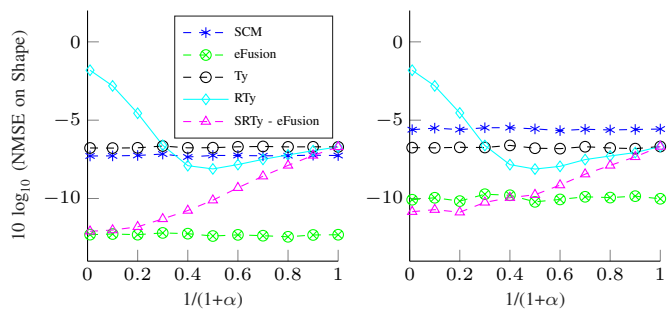 10 log10 (NMSE on Shape)
0
−5
−10
0
0.2
0.4
0.6
0.8
1
1/(1+α)
SCM
eFusion
Ty
RTy
SRTy - eFusion
0
−5
−10
0
0.2
0.4
0.6
0.8
1
1/(1+α)